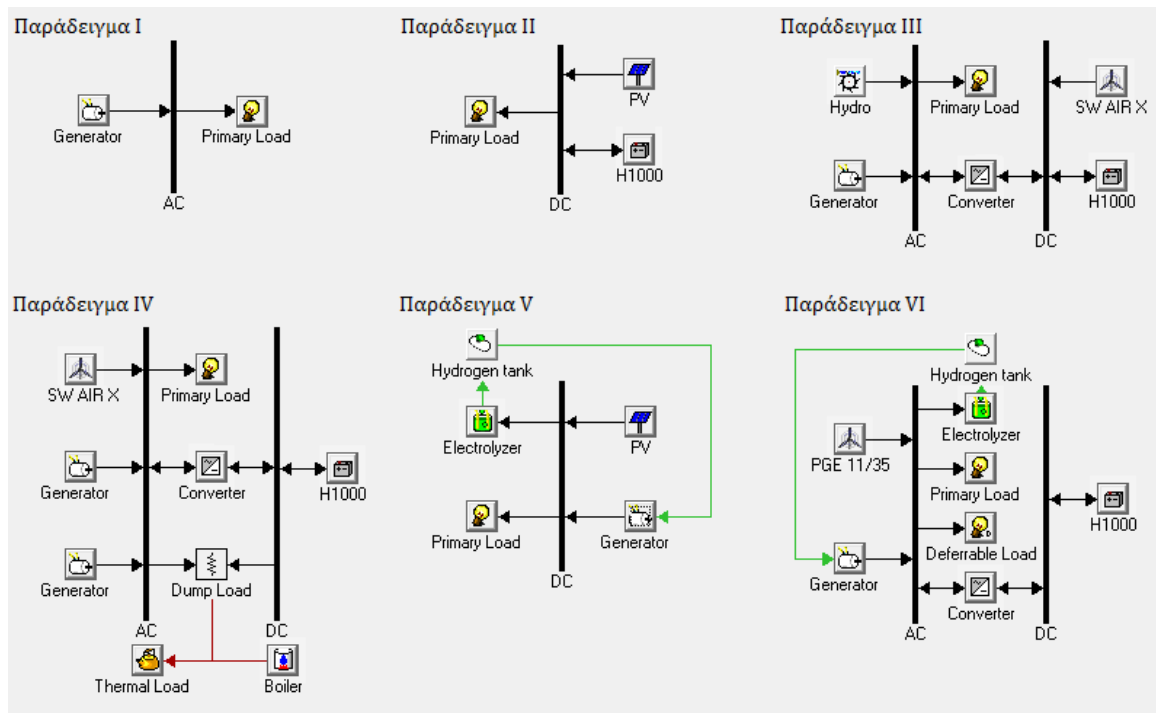 Παράδειγμα I
Generator
Primary Load
AC
Παράδειγμα II
PV
Primary Load
H1000
DC
Παράδειγμα III
Hydro
Primary Load
SW AIR X
Generator
Converter
H1000
AC
DC
Παράδειγμα IV
SW AIR X
Primary Load
Generator
Converter
H1000
Generator
Dump Load
AC
DC
Thermal Load
Boiler
Παράδειγμα V
Hydrogen tank
Electrolyzer
PV
Primary Load
Generator
DC
Παράδειγμα VI
Hydrogen tank
Electrolyzer
PGE 11/35
Primary Load
H1000
Deferrable Load
Generator
Converter
AC
DC